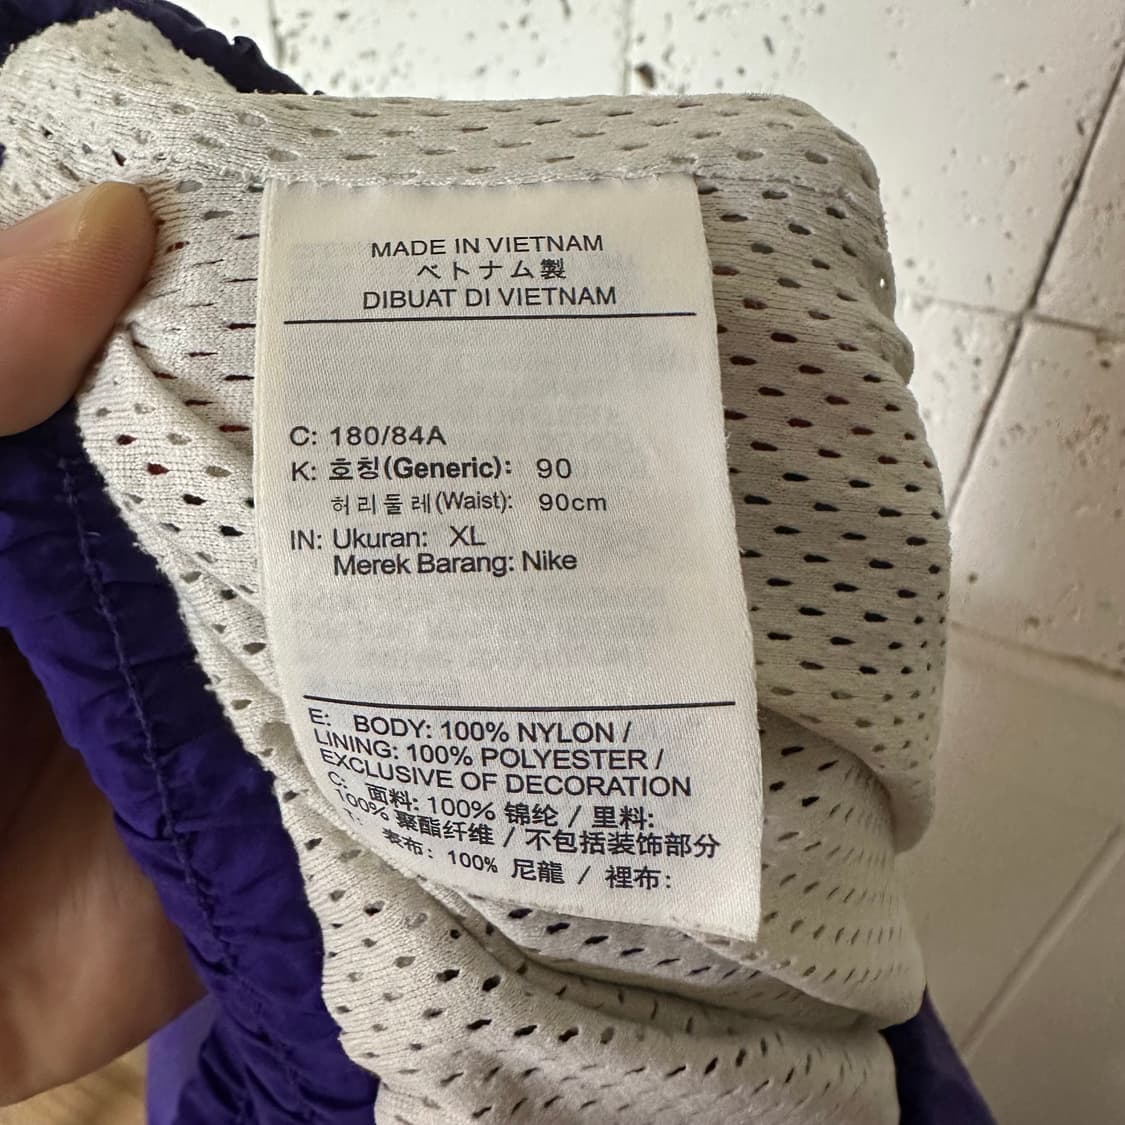 MADE IN VIETNAM
ベトナム製
DIBUAT DI VIETNAM
C: 180/84A
K: 호칭(Generic): 90
허리둘레(Waist): 90cm
IN: Ukuran: XL
Merek Barang: Nike
E: BODY: 100% NYLON /
LINING: 100% POLYESTER /
EXCLUSIVE OF DECORATION
C: 面料: 100% 锦纶 / 里料:
100% 聚酯纤维 / 不包括装饰部分
表布: 100% 尼龍 / 裡布: